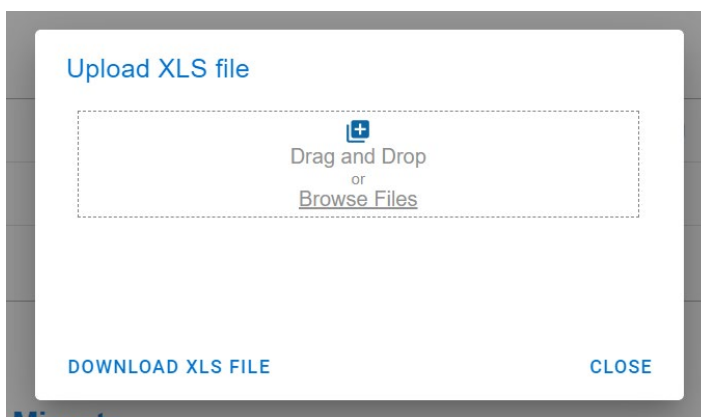 Upload XLS file
Drag and Drop
or
Browse Files
DOWNLOAD XLS FILE
CLOSE